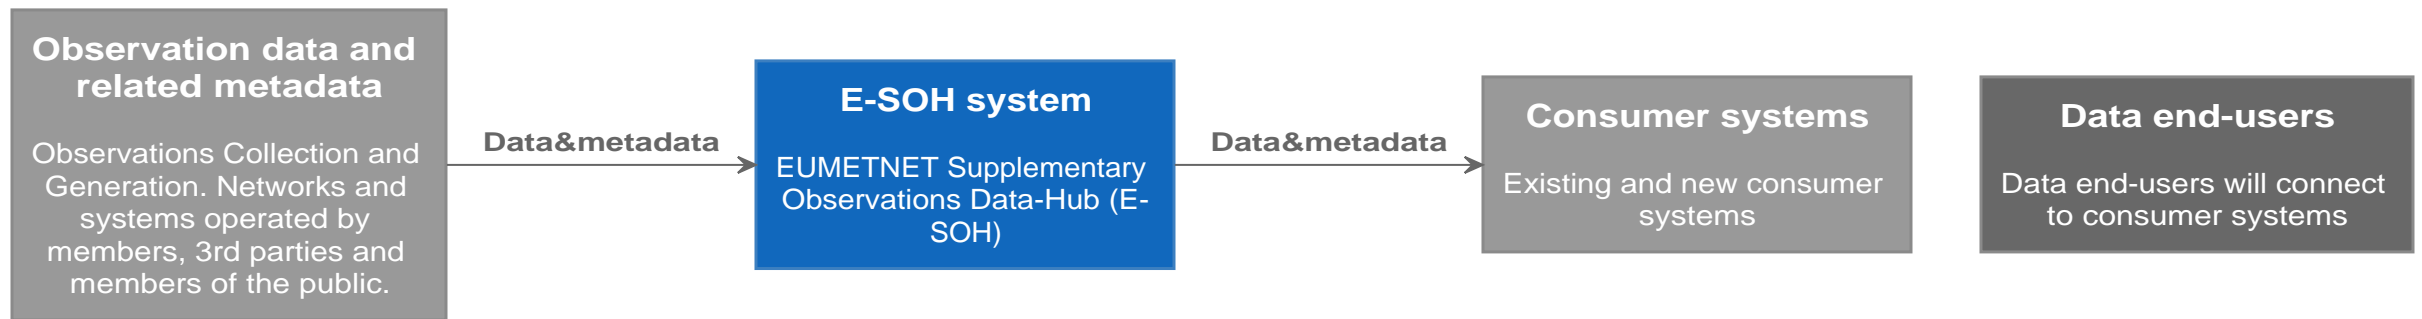 Observation data and
related metadata
Observations Collection and
Generation. Networks and
systems operated by
members, 3rd parties and
members of the public.
Data&metadata
E-SOH system
EUMETNET Supplementary
Observations Data-Hub (E-
SOH)
Data&metadata
Consumer systems
Existing and new consumer
systems
Data end-users
Data end-users will connect
to consumer systems